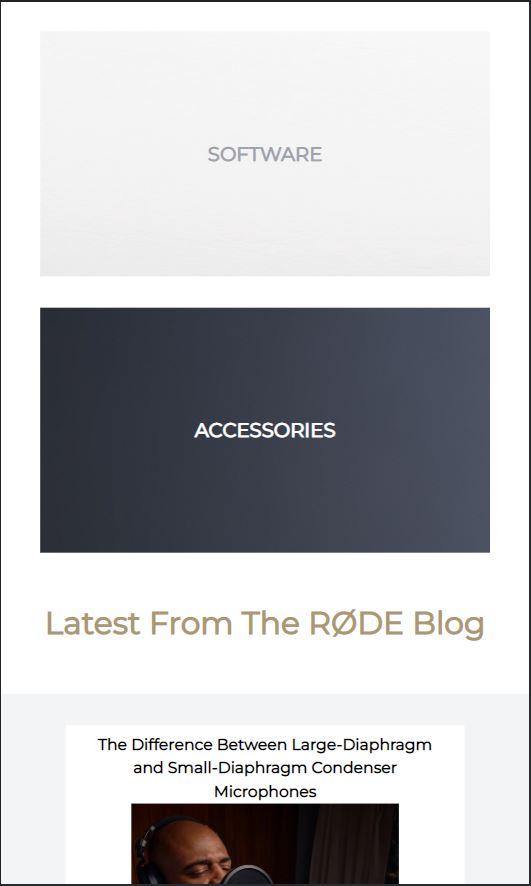 SOFTWARE
ACCESSORIES
Latest From The RØDE Blog
The Difference Between Large-Diaphragm
and Small-Diaphragm Condenser
Microphones